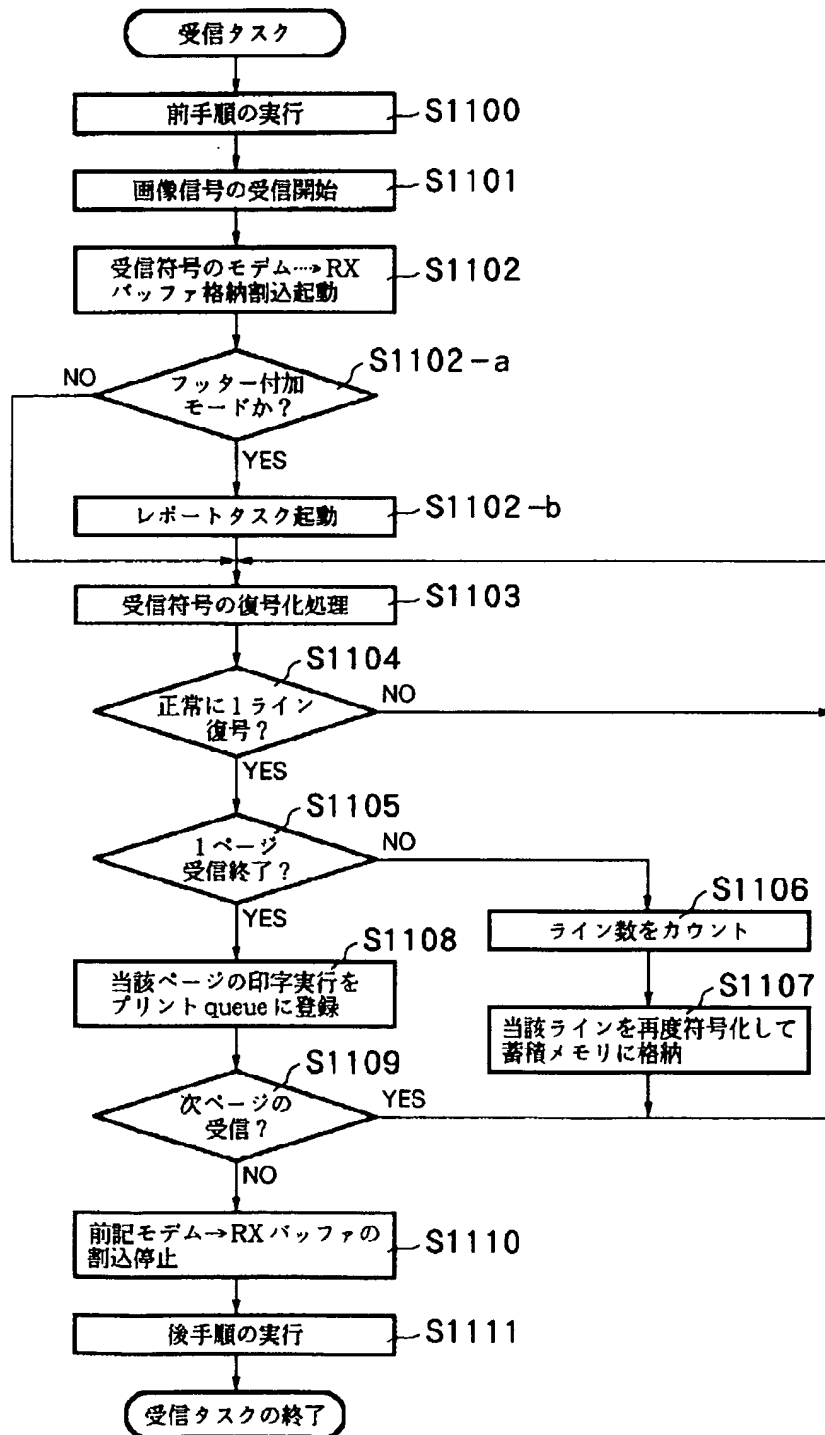 受信タスク
前手順の実行
S1100
画像信号の受信開始
S1101
受信符号のモデム…→RX
バッファ格納割込起動
S1102
S1102-a
フッター付加
モードか？
NO
YES
レポートタスク起動
S1102-b
受信符号の復号化処理
S1103
S1104
正常に1ライン
復号？
NO
YES
S1105
1ページ
受信終了？
NO
YES
S1106
ライン数をカウント
S1107
当該ラインを再度符号化して
蓄積メモリに格納
S1108
当該ページの印字実行を
プリントqueueに登録
S1109
次ページの
受信？
YES
NO
前記モデム→RXバッファの
割込停止
S1110
後手順の実行
S1111
受信タスクの終了